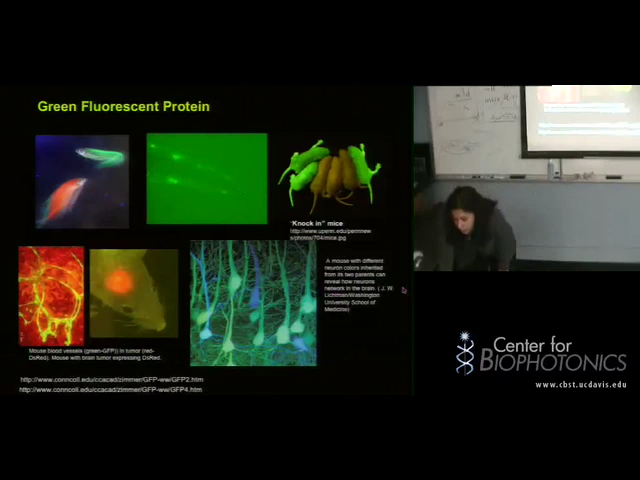 Green Fluorescent Protein
"Knock in" mice
http://www.upenn.edu/pennnew
s/photos/704/mice.jpg
A mouse with different
neuron colors inherited
from its two parents can
reveal how neurons
network in the brain. ( J. W.
Lichtman/Washington
University School of
Medicine)
Mouse blood vessels (green-GFP)) in tumor (red-
DsRed). Mouse with brain tumor expressing DsRed.
http://www.conncoll.edu/ccacad/zimmer/GFP-ww/GFP2.htm
http://www.conncoll.edu/ccacad/zimmer/GFP-ww/GFP4.htm
Center for
BIOPHOTONICS
www.cbst.ucdavis.edu